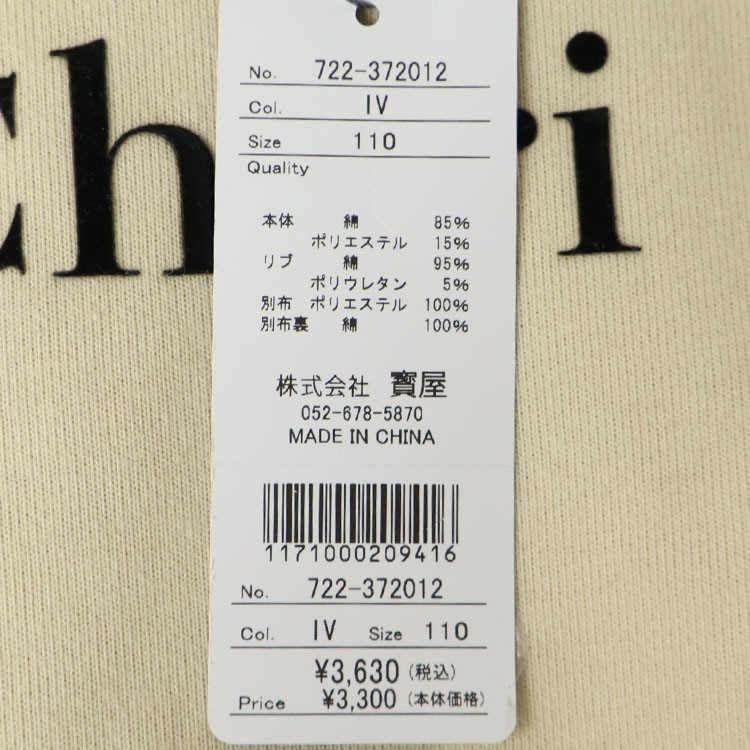 Ch
ri
No. 722-372012
Col. IV
Size 110
Quality
本体 綿 85%
ポリエステル 15%
リブ 綿 95%
ポリウレタン 5%
別布 ポリエステル 100%
別布裏 綿 100%
株式会社 寳屋
052-678-5870
MADE IN CHINA
1171000209416
No. 722-372012
Col. IV Size 110
¥3,630(税込)
Price ¥3,300(本体価格)